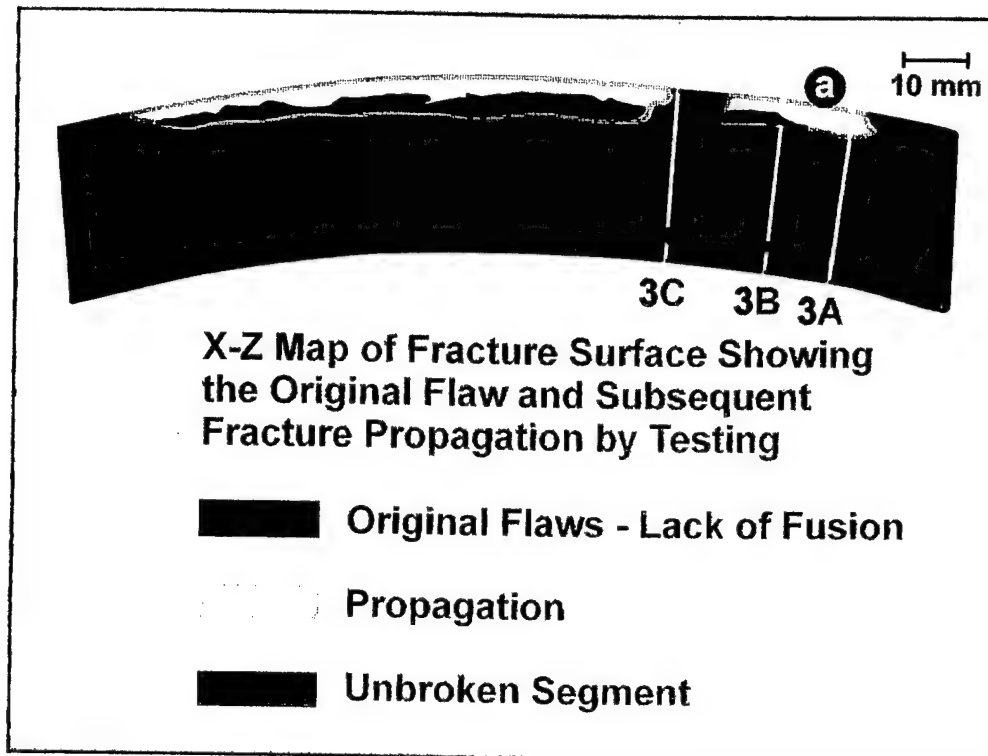 a
10 mm
3C
3B
3A
X-Z Map of Fracture Surface Showing
the Original Flaw and Subsequent
Fracture Propagation by Testing
Original Flaws - Lack of Fusion
Propagation
Unbroken Segment